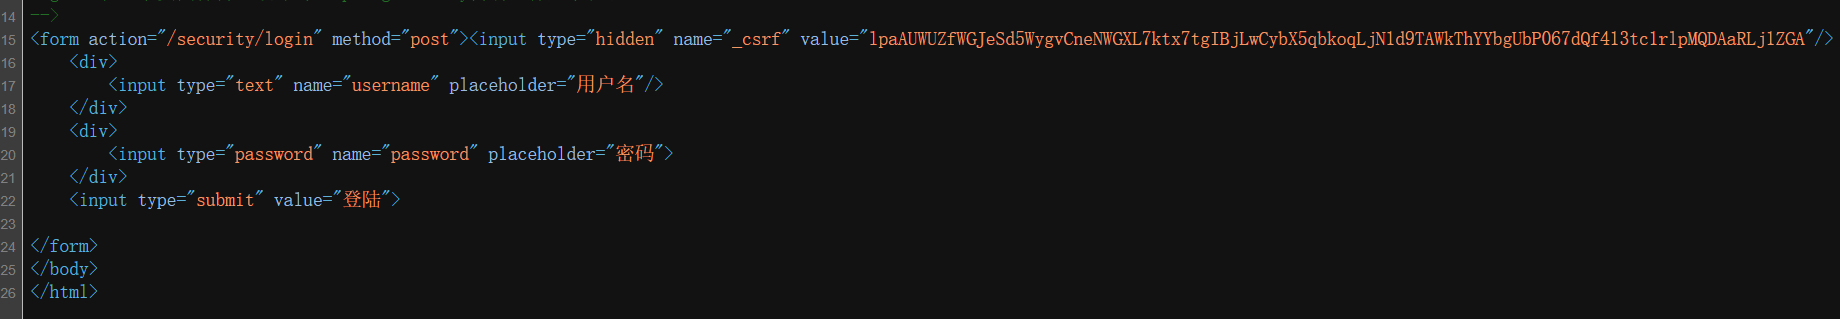 14 -->
15 <form action="/security/login" method="post"><input type="hidden" name="_csrf" value="lpaAUWUZfWGJeSd5WygvCneNWGXL7ktx7tgIBjLwCybX5qbkoqLjNld9TAWkThYYbgUbP067dQf4l3tclrlpMQDAaRLjlZGA"/>
16 <div>
17 <input type="text" name="username" placeholder="用户名"/>
18 </div>
19 <div>
20 <input type="password" name="password" placeholder="密码">
21 </div>
22 <input type="submit" value="登陆">
23
24 </form>
25 </body>
26 </html>